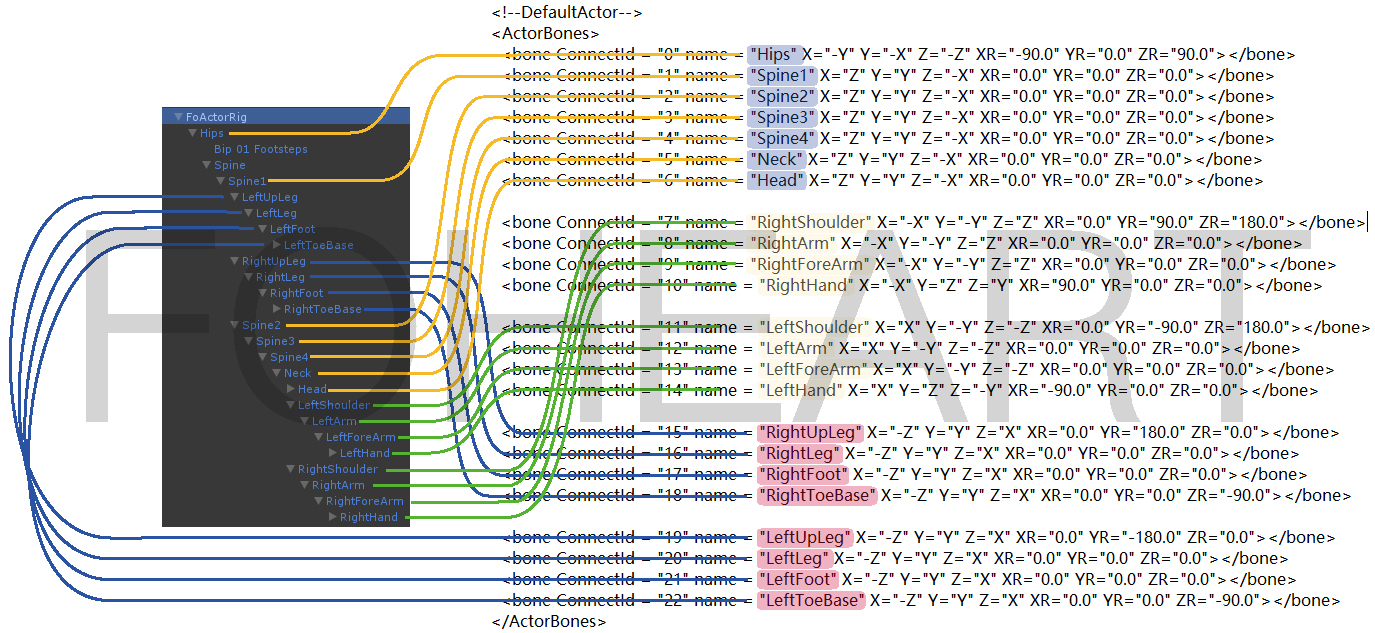 <!--DefaultActor-->
<ActorBones>
<bone ConnectId = "0" name = "Hips" X="-Y" Y="-X" Z="-Z" XR="-90.0" YR="0.0" ZR="90.0"></bone>
<bone ConnectId = "1" name = "Spine1" X="Z" Y="Y" Z="-X" XR="0.0" YR="0.0" ZR="0.0"></bone>
<bone ConnectId = "2" name = "Spine2" X="Z" Y="Y" Z="-X" XR="0.0" YR="0.0" ZR="0.0"></bone>
<bone ConnectId = "3" name = "Spine3" X="Z" Y="Y" Z="-X" XR="0.0" YR="0.0" ZR="0.0"></bone>
<bone ConnectId = "4" name = "Spine4" X="Z" Y="Y" Z="-X" XR="0.0" YR="0.0" ZR="0.0"></bone>
<bone ConnectId = "5" name = "Neck" X="Z" Y="Y" Z="-X" XR="0.0" YR="0.0" ZR="0.0"></bone>
<bone ConnectId = "6" name = "Head" X="Z" Y="Y" Z="-X" XR="0.0" YR="0.0" ZR="0.0"></bone>
<bone ConnectId = "7" name = "RightShoulder" X="-X" Y="-Y" Z="Z" XR="0.0" YR="90.0" ZR="180.0"></bone>
<bone ConnectId = "8" name = "RightArm" X="-X" Y="-Y" Z="Z" XR="0.0" YR="0.0" ZR="0.0"></bone>
<bone ConnectId = "9" name = "RightForeArm" X="-X" Y="-Y" Z="Z" XR="0.0" YR="0.0" ZR="0.0"></bone>
<bone ConnectId = "10" name = "RightHand" X="-X" Y="Z" Z="Y" XR="90.0" YR="0.0" ZR="0.0"></bone>
<bone ConnectId = "11" name = "LeftShoulder" X="X" Y="-Y" Z="-Z" XR="0.0" YR="-90.0" ZR="180.0"></bone>
<bone ConnectId = "12" name = "LeftArm" X="X" Y="-Y" Z="-Z" XR="0.0" YR="0.0" ZR="0.0"></bone>
<bone ConnectId = "13" name = "LeftForeArm" X="X" Y="-Y" Z="-Z" XR="0.0" YR="0.0" ZR="0.0"></bone>
<bone ConnectId = "14" name = "LeftHand" X="X" Y="Z" Z="-Y" XR="-90.0" YR="0.0" ZR="0.0"></bone>
<bone ConnectId = "15" name = "RightUpLeg" X="-Z" Y="Y" Z="X" XR="0.0" YR="180.0" ZR="0.0"></bone>
<bone ConnectId = "16" name = "RightLeg" X="-Z" Y="Y" Z="X" XR="0.0" YR="0.0" ZR="0.0"></bone>
<bone ConnectId = "17" name = "RightFoot" X="-Z" Y="Y" Z="X" XR="0.0" YR="0.0" ZR="0.0"></bone>
<bone ConnectId = "18" name = "RightToeBase" X="-Z" Y="Y" Z="X" XR="0.0" YR="0.0" ZR="-90.0"></bone>
<bone ConnectId = "19" name = "LeftUpLeg" X="-Z" Y="Y" Z="X" XR="0.0" YR="-180.0" ZR="0.0"></bone>
<bone ConnectId = "20" name = "LeftLeg" X="-Z" Y="Y" Z="X" XR="0.0" YR="0.0" ZR="0.0"></bone>
<bone ConnectId = "21" name = "LeftFoot" X="-Z" Y="Y" Z="X" XR="0.0" YR="0.0" ZR="0.0"></bone>
<bone ConnectId = "22" name = "LeftToeBase" X="-Z" Y="Y" Z="X" XR="0.0" YR="0.0" ZR="-90.0"></bone>
</ActorBones>
FoActorRig
Hips
Bip 01 Footsteps
Spine
Spine1
LeftUpLeg
LeftLeg
LeftFoot
LeftToeBase
RightUpLeg
RightLeg
RightFoot
RightToeBase
Spine2
Spine3
Spine4
Neck
Head
LeftShoulder
LeftArm
LeftForeArm
LeftHand
RightShoulder
RightArm
RightForeArm
RightHand
FOHEART